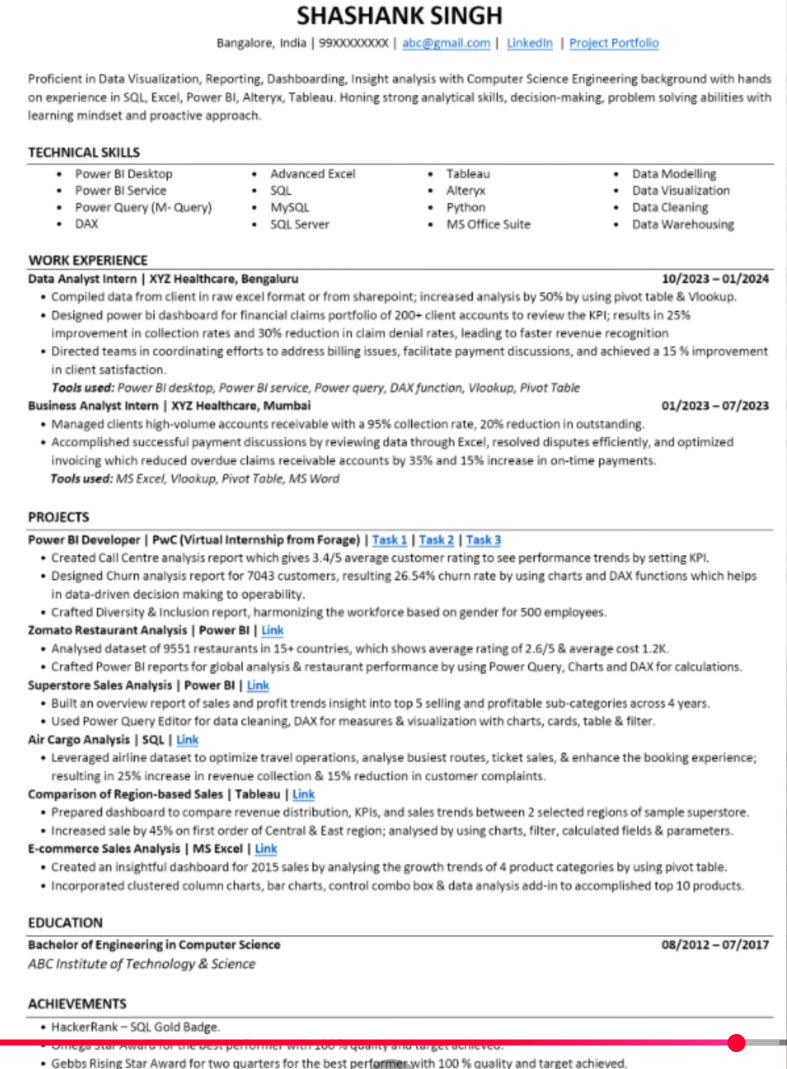 SHASHANK SINGH
Bangalore, India | 99XXXXXXXX | abc@gmail.com | LinkedIn | Project Portfolio
Proficient in Data Visualization, Reporting, Dashboarding, Insight analysis with Computer Science Engineering background with hands
on experience in SQL, Excel, Power BI, Alteryx, Tableau. Honing strong analytical skills, decision-making, problem solving abilities with
learning mindset and proactive approach.
TECHNICAL SKILLS
• Power BI Desktop • Advanced Excel • Tableau • Data Modelling
• Power BI Service • SQL • Alteryx • Data Visualization
• Power Query (M- Query) • MySQL • Python • Data Cleaning
• DAX • SQL Server • MS Office Suite • Data Warehousing
WORK EXPERIENCE
Data Analyst Intern | XYZ Healthcare, Bengaluru 10/2023 – 01/2024
• Compiled data from client in raw excel format or from sharepoint; increased analysis by 50% by using pivot table & Vlookup.
• Designed power bi dashboard for financial claims portfolio of 200+ client accounts to review the KPI; results in 25%
improvement in collection rates and 30% reduction in claim denial rates, leading to faster revenue recognition
• Directed teams in coordinating efforts to address billing issues, facilitate payment discussions, and achieved a 15 % improvement
in client satisfaction.
Tools used: Power BI desktop, Power BI service, Power query, DAX function, Vlookup, Pivot Table
Business Analyst Intern | XYZ Healthcare, Mumbai 01/2023 – 07/2023
• Managed clients high-volume accounts receivable with a 95% collection rate, 20% reduction in outstanding.
• Accomplished successful payment discussions by reviewing data through Excel, resolved disputes efficiently, and optimized
invoicing which reduced overdue claims receivable accounts by 35% and 15% increase in on-time payments.
Tools used: MS Excel, Vlookup, Pivot Table, MS Word
PROJECTS
Power BI Developer | PwC (Virtual Internship from Forage) | Task 1 | Task 2 | Task 3
• Created Call Centre analysis report which gives 3.4/5 average customer rating to see performance trends by setting KPI.
• Designed Churn analysis report for 7043 customers, resulting 26.54% churn rate by using charts and DAX functions which helps
in data-driven decision making to operability.
• Crafted Diversity & Inclusion report, harmonizing the workforce based on gender for 500 employees.
Zomato Restaurant Analysis | Power BI | Link
• Analysed dataset of 9551 restaurants in 15+ countries, which shows average rating of 2.6/5 & average cost 1.2K.
• Crafted Power BI reports for global analysis & restaurant performance by using Power Query, Charts and DAX for calculations.
Superstore Sales Analysis | Power BI | Link
• Built an overview report of sales and profit trends insight into top 5 selling and profitable sub-categories across 4 years.
• Used Power Query Editor for data cleaning, DAX for measures & visualization with charts, cards, table & filter.
Air Cargo Analysis | SQL | Link
• Leveraged airline dataset to optimize travel operations, analyse busiest routes, ticket sales, & enhance the booking experience;
resulting in 25% increase in revenue collection & 15% reduction in customer complaints.
Comparison of Region-based Sales | Tableau | Link
• Prepared dashboard to compare revenue distribution, KPIs, and sales trends between 2 selected regions of sample superstore.
• Increased sale by 45% on first order of Central & East region; analysed by using charts, filter, calculated fields & parameters.
E-commerce Sales Analysis | MS Excel | Link
• Created an insightful dashboard for 2015 sales by analysing the growth trends of 4 product categories by using pivot table.
• Incorporated clustered column charts, bar charts, control combo box & data analysis add-in to accomplished top 10 products.
EDUCATION
Bachelor of Engineering in Computer Science 08/2012 – 07/2017
ABC Institute of Technology & Science
ACHIEVEMENTS
• HackerRank – SQL Gold Badge.
• Omega Star Award for the best performer with 100 % quality and target achieved.
• Gebbs Rising Star Award for two quarters for the best performer with 100 % quality and target achieved.